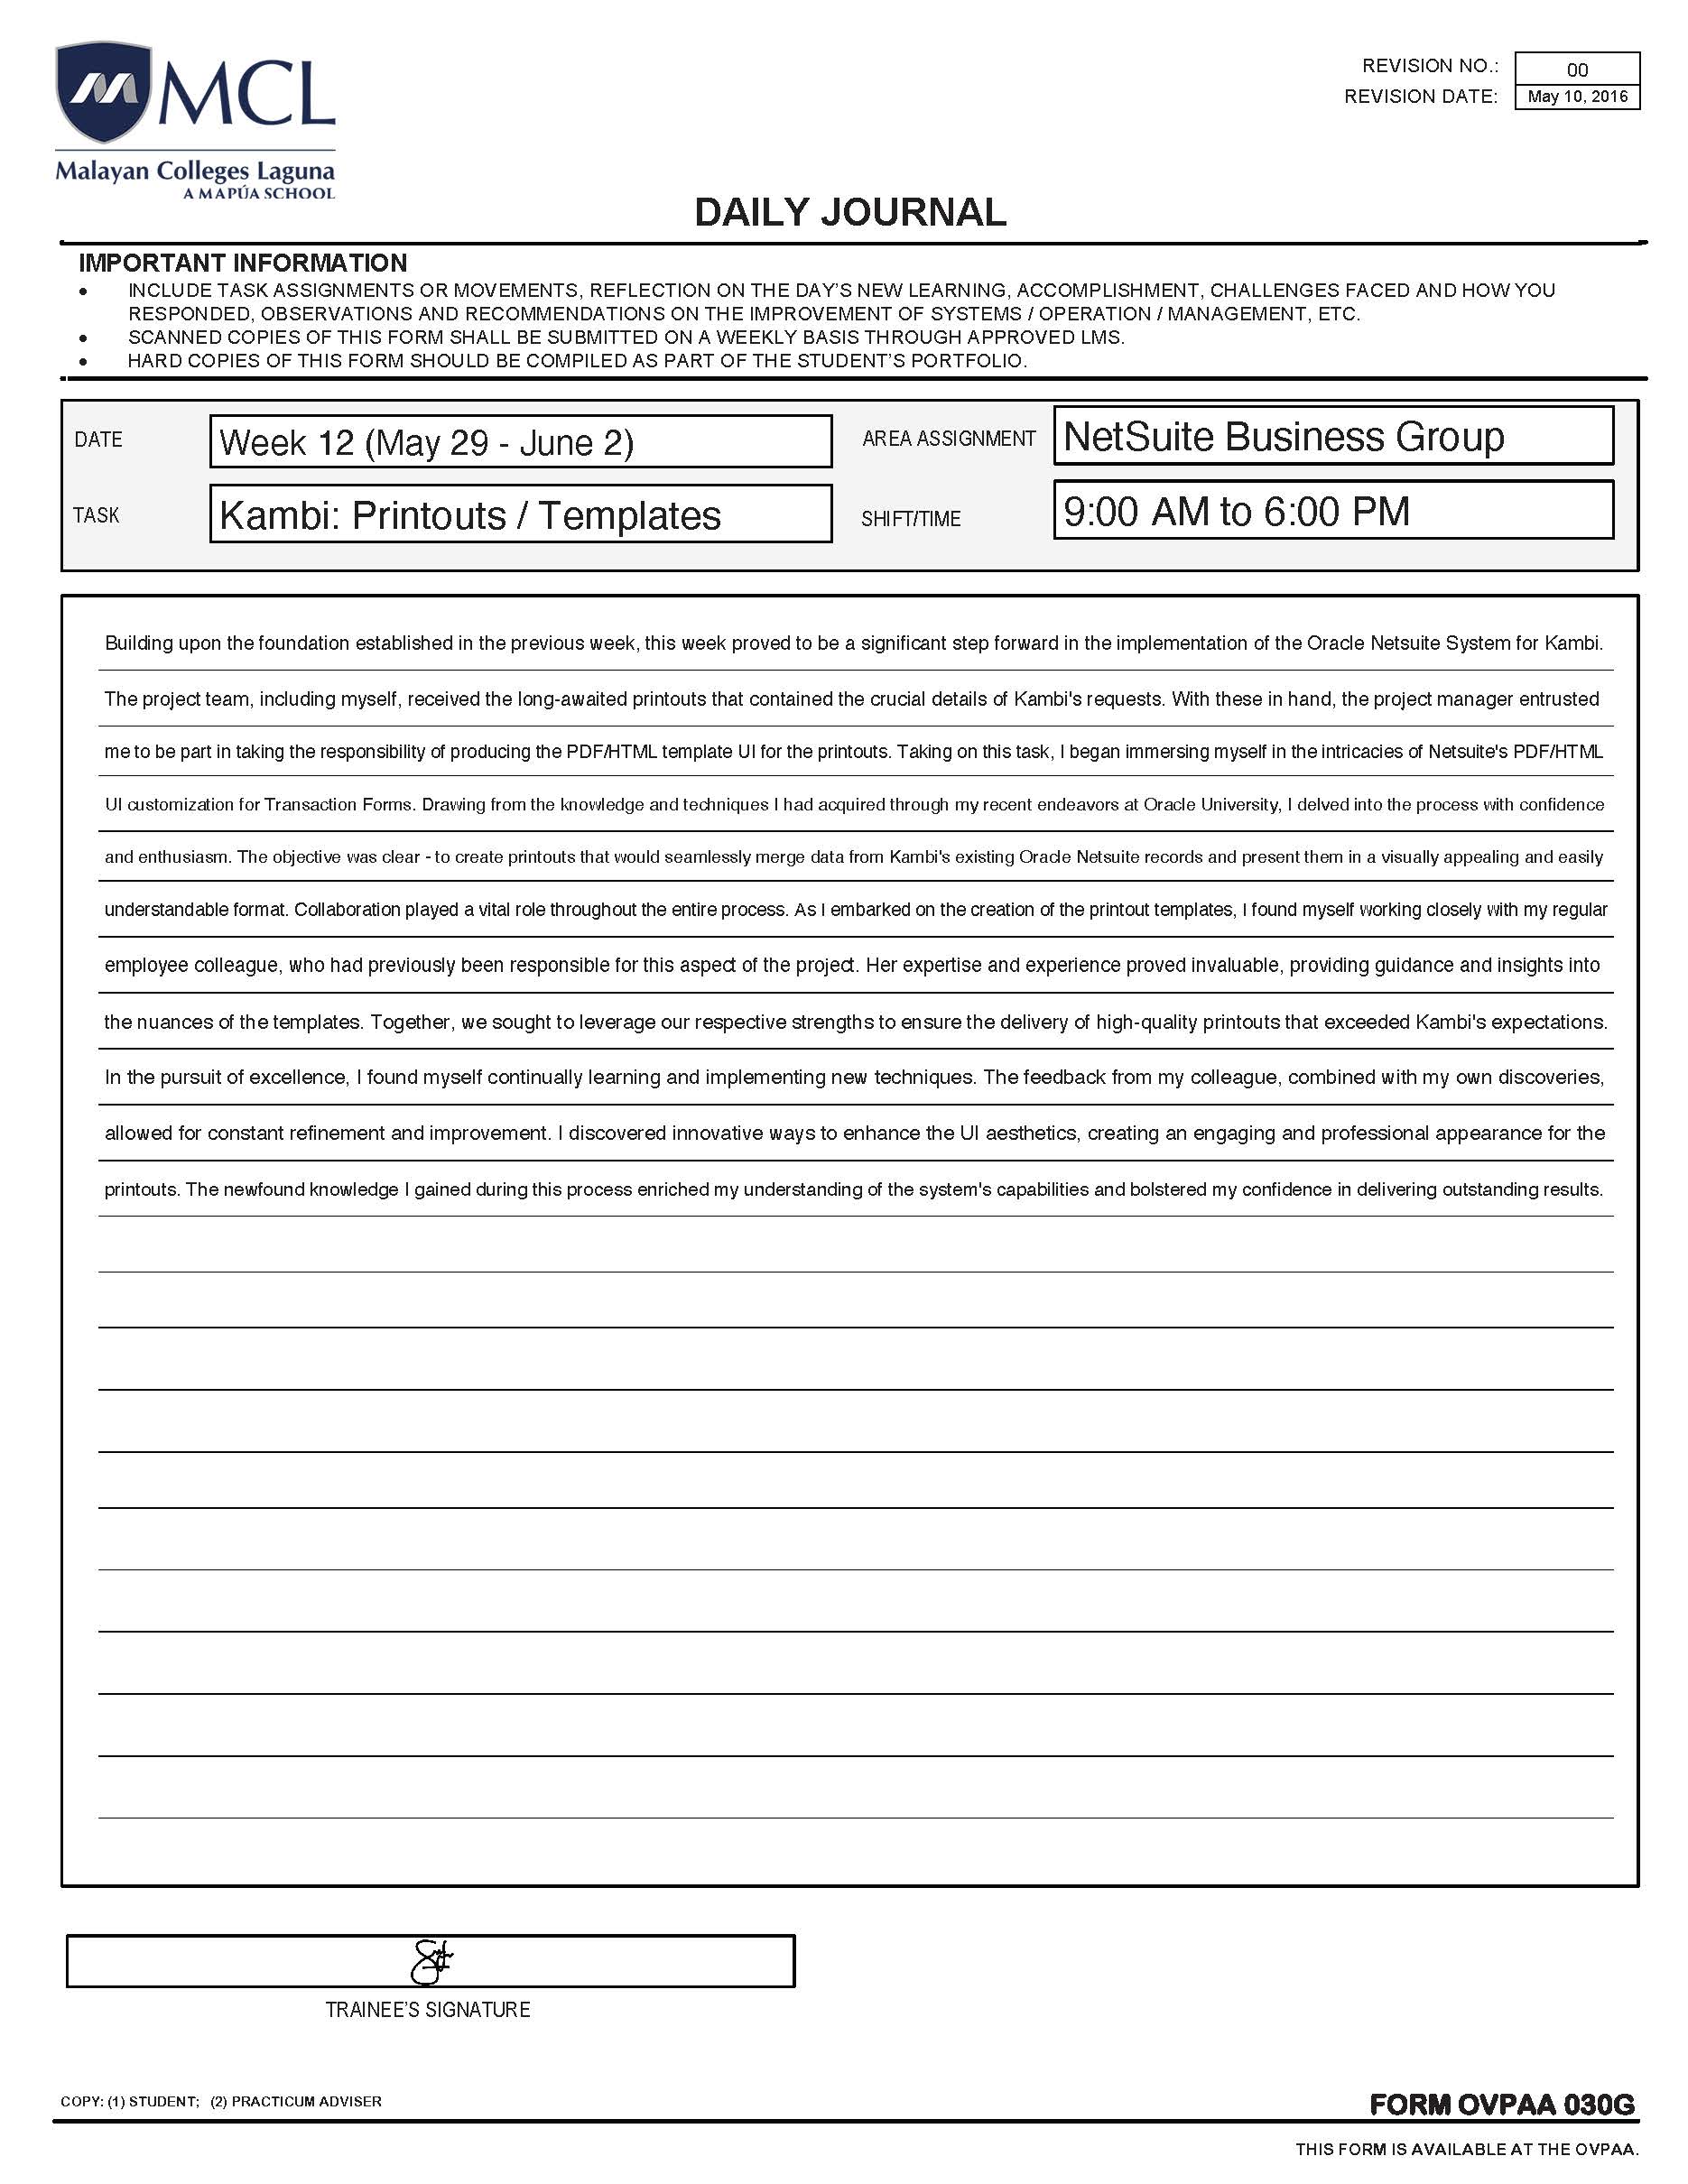 MCL
Malayan Colleges Laguna
A MAPÚA SCHOOL
REVISION NO.: 00
REVISION DATE: May 10, 2016
DAILY JOURNAL
IMPORTANT INFORMATION
• INCLUDE TASK ASSIGNMENTS OR MOVEMENTS, REFLECTION ON THE DAY'S NEW LEARNING, ACCOMPLISHMENT, CHALLENGES FACED AND HOW YOU
RESPONDED, OBSERVATIONS AND RECOMMENDATIONS ON THE IMPROVEMENT OF SYSTEMS / OPERATION / MANAGEMENT, ETC.
• SCANNED COPIES OF THIS FORM SHALL BE SUBMITTED ON A WEEKLY BASIS THROUGH APPROVED LMS.
• HARD COPIES OF THIS FORM SHOULD BE COMPILED AS PART OF THE STUDENT'S PORTFOLIO.
DATE Week 12 (May 29 - June 2) AREA ASSIGNMENT NetSuite Business Group
TASK Kambi: Printouts / Templates SHIFT/TIME 9:00 AM to 6:00 PM
Building upon the foundation established in the previous week, this week proved to be a significant step forward in the implementation of the Oracle Netsuite System for Kambi.
The project team, including myself, received the long-awaited printouts that contained the crucial details of Kambi's requests. With these in hand, the project manager entrusted
me to be part in taking the responsibility of producing the PDF/HTML template UI for the printouts. Taking on this task, I began immersing myself in the intricacies of Netsuite's PDF/HTML
UI customization for Transaction Forms. Drawing from the knowledge and techniques I had acquired through my recent endeavors at Oracle University, I delved into the process with confidence
and enthusiasm. The objective was clear - to create printouts that would seamlessly merge data from Kambi's existing Oracle Netsuite records and present them in a visually appealing and easily
understandable format. Collaboration played a vital role throughout the entire process. As I embarked on the creation of the printout templates, I found myself working closely with my regular
employee colleague, who had previously been responsible for this aspect of the project. Her expertise and experience proved invaluable, providing guidance and insights into
the nuances of the templates. Together, we sought to leverage our respective strengths to ensure the delivery of high-quality printouts that exceeded Kambi's expectations.
In the pursuit of excellence, I found myself continually learning and implementing new techniques. The feedback from my colleague, combined with my own discoveries,
allowed for constant refinement and improvement. I discovered innovative ways to enhance the UI aesthetics, creating an engaging and professional appearance for the
printouts. The newfound knowledge I gained during this process enriched my understanding of the system's capabilities and bolstered my confidence in delivering outstanding results.
TRAINEE'S SIGNATURE
COPY: (1) STUDENT; (2) PRACTICUM ADVISER
FORM OVPAA 030G
THIS FORM IS AVAILABLE AT THE OVPAA.